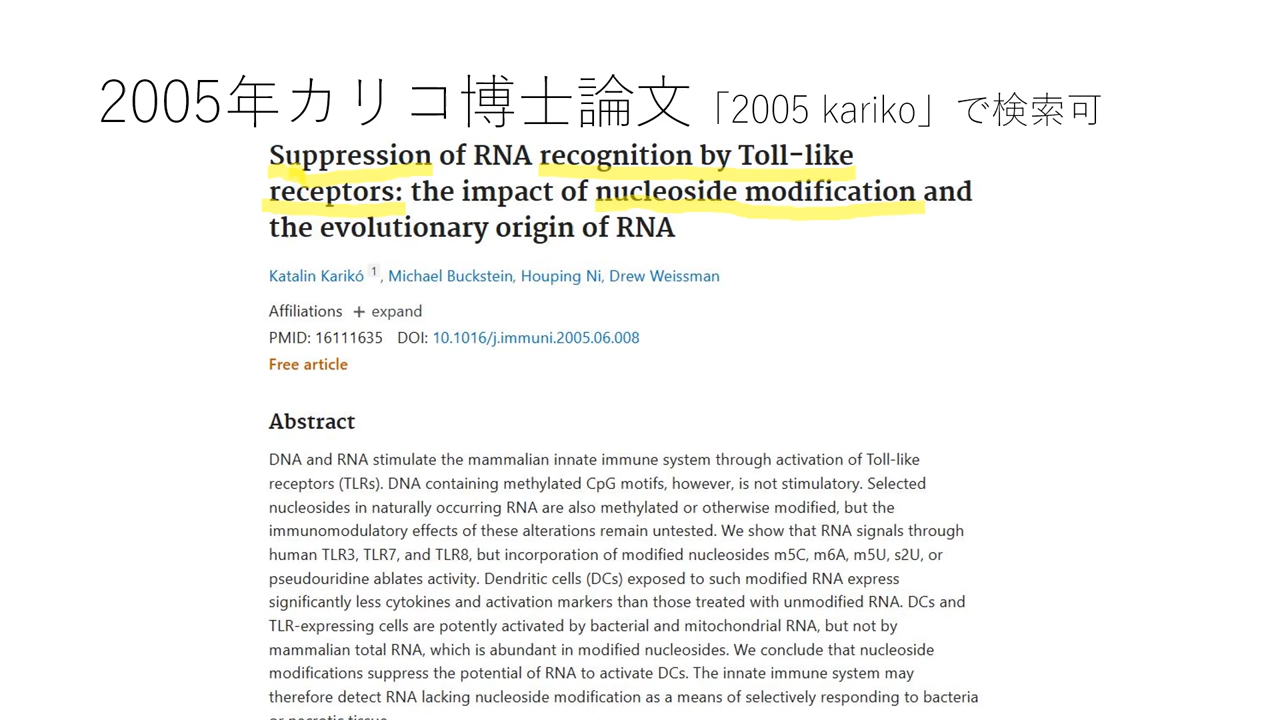 2005年カリコ博士論文「2005 kariko」で検索可
Suppression of RNA recognition by Toll-like
receptors: the impact of nucleoside modification and
the evolutionary origin of RNA
Katalin Karikó 1, Michael Buckstein, Houping Ni, Drew Weissman
Affiliations + expand
PMID: 16111635 DOI: 10.1016/j.immuni.2005.06.008
Free article
Abstract
DNA and RNA stimulate the mammalian innate immune system through activation of Toll-like
receptors (TLRs). DNA containing methylated CpG motifs, however, is not stimulatory. Selected
nucleosides in naturally occurring RNA are also methylated or otherwise modified, but the
immunomodulatory effects of these alterations remain untested. We show that RNA signals through
human TLR3, TLR7, and TLR8, but incorporation of modified nucleosides m5C, m6A, m5U, s2U, or
pseudouridine ablates activity. Dendritic cells (DCs) exposed to such modified RNA express
significantly less cytokines and activation markers than those treated with unmodified RNA. DCs and
TLR-expressing cells are potently activated by bacterial and mitochondrial RNA, but not by
mammalian total RNA, which is abundant in modified nucleosides. We conclude that nucleoside
modifications suppress the potential of RNA to activate DCs. The innate immune system may
therefore detect RNA lacking nucleoside modification as a means of selectively responding to bacteria